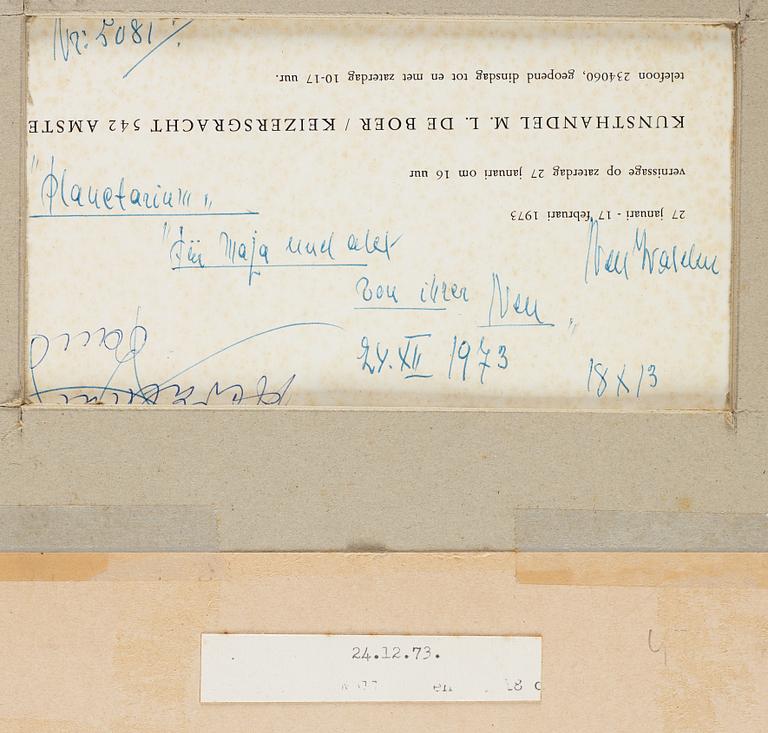 Nr: 5081
"Planetarium"
"Für Maja und alex
von ihrer Nell"
24. XII 1973
Nell Walden
18 x 13
27 januari - 17 februari 1973
vernissage op zaterdag 27 januari om 16 uur
KUNSTHANDEL M. L. DE BOER / KEIZERSGRACHT 542 AMSTE
telefoon 234060, geopend dinsdag tot en met zaterdag 10-17 uur.
24.12.73.